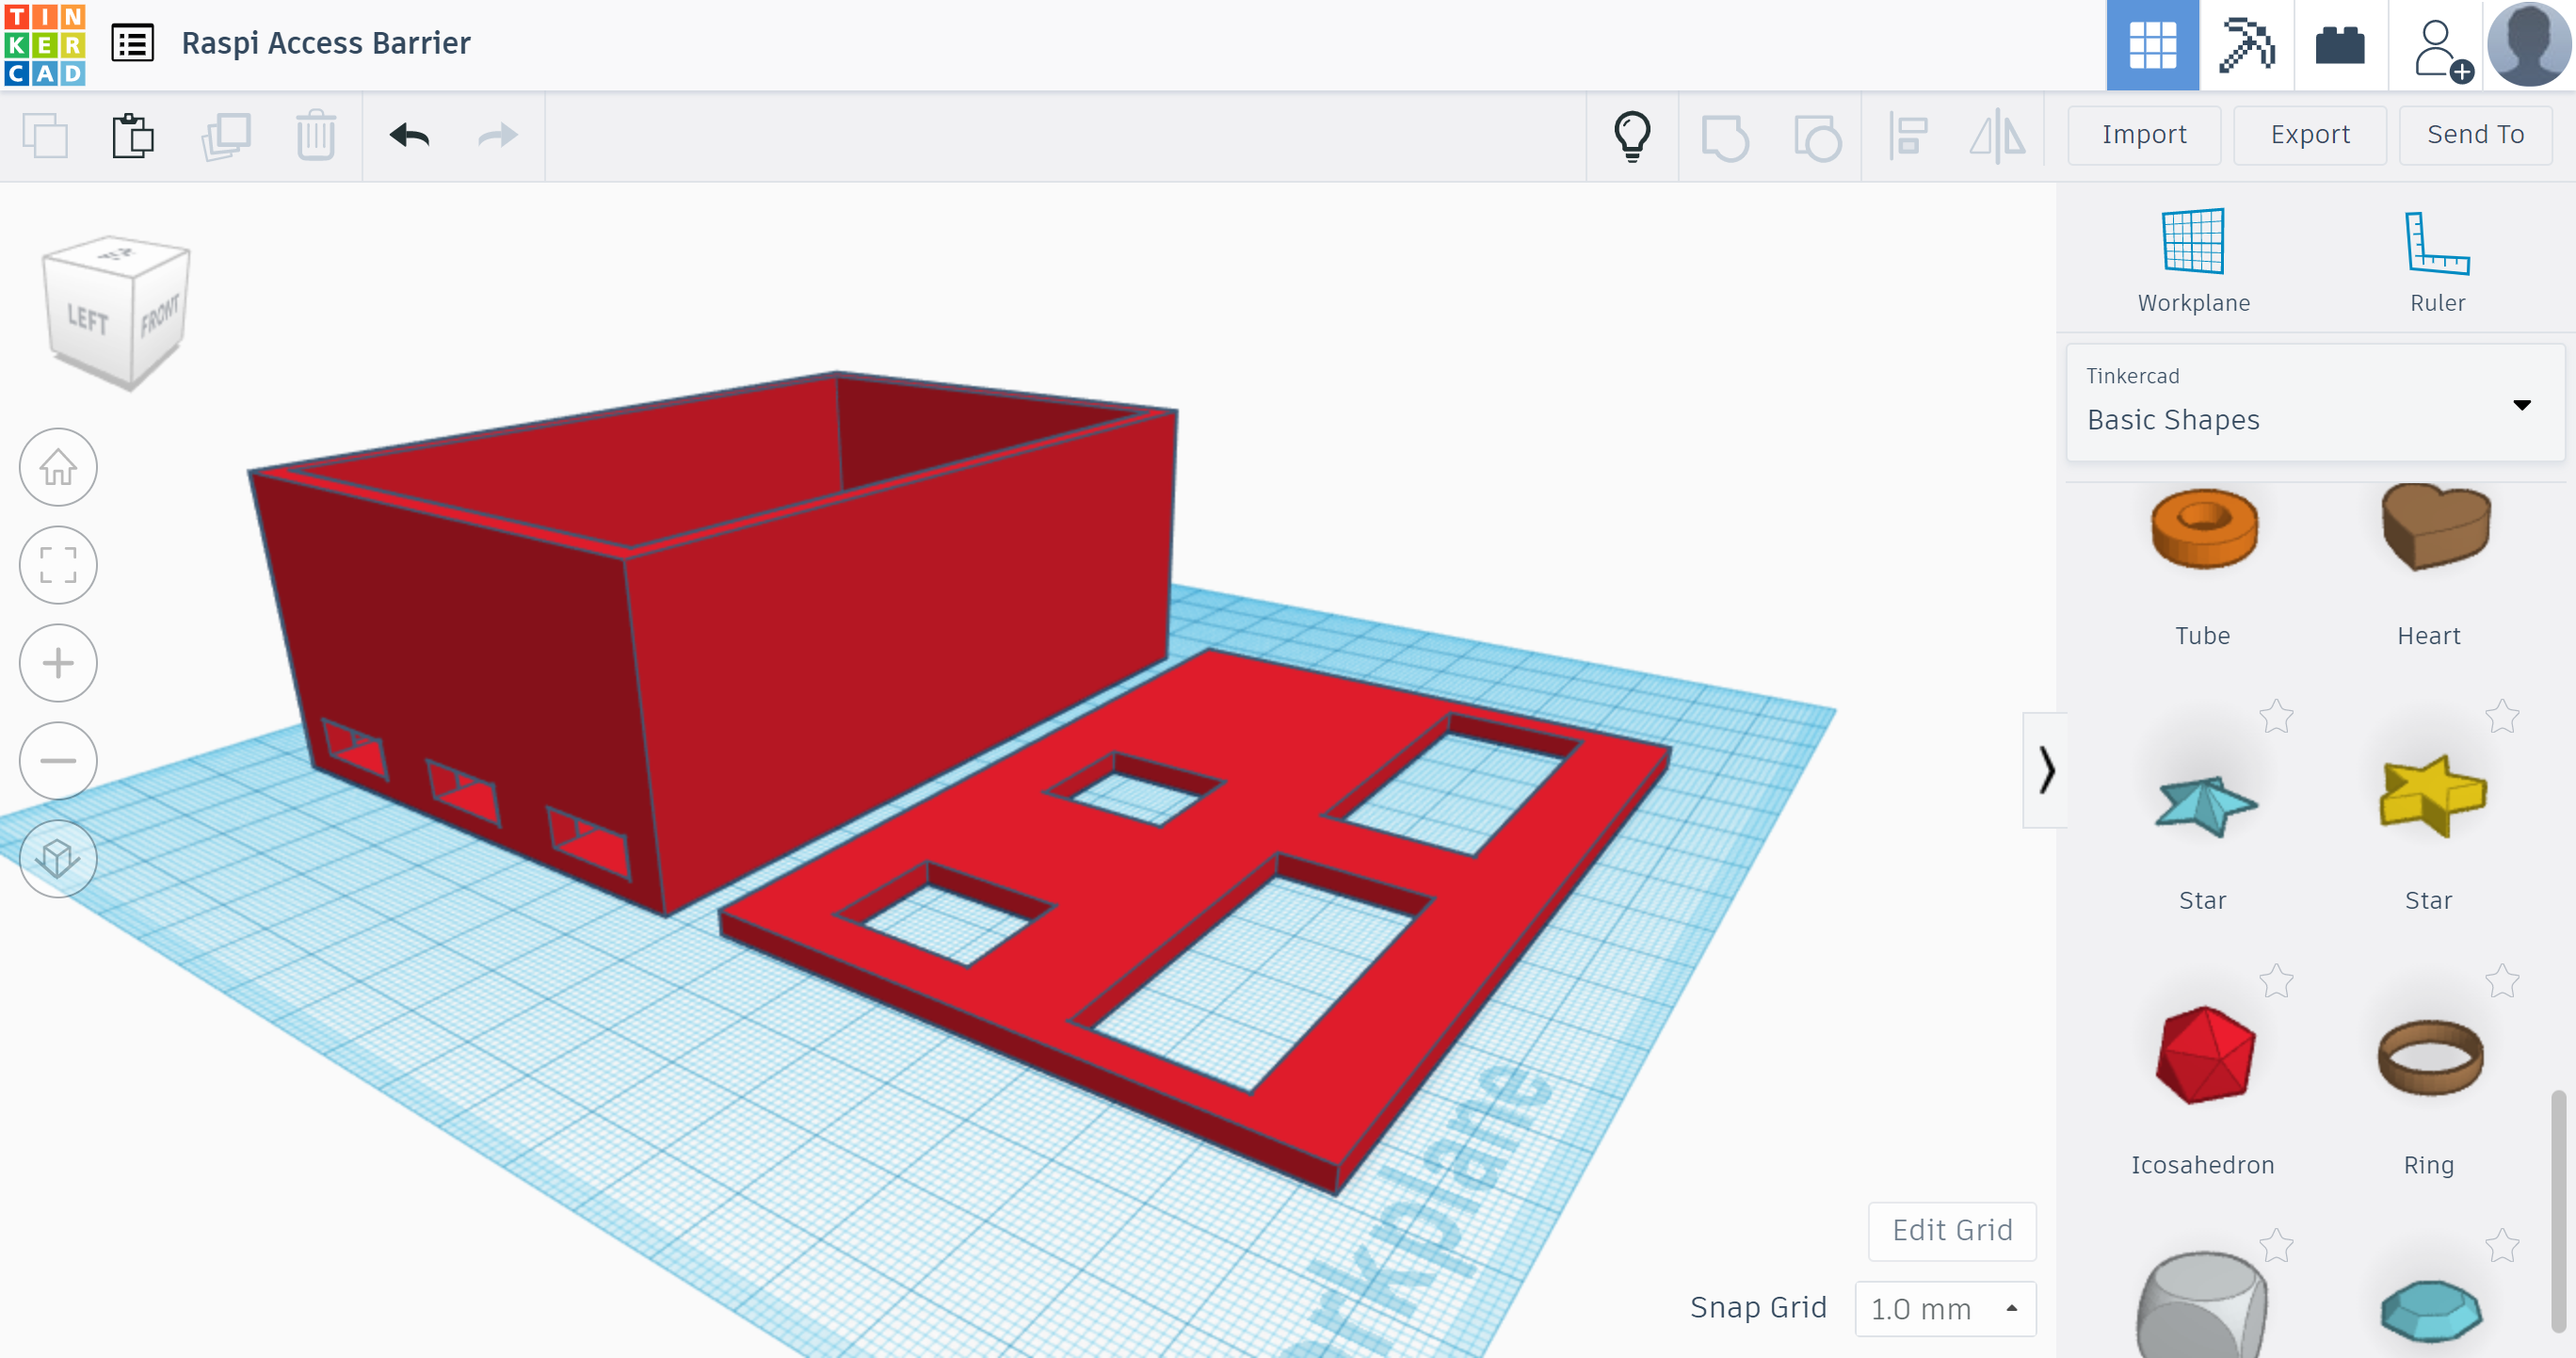 TIN
KER
CAD
Raspi Access Barrier
Import
Export
Send To
LEFT
FRONT
Workplane
Ruler
Tinkercad
Basic Shapes
Tube
Heart
Star
Star
Icosahedron
Ring
orkplane
Edit Grid
Snap Grid
1.0 mm